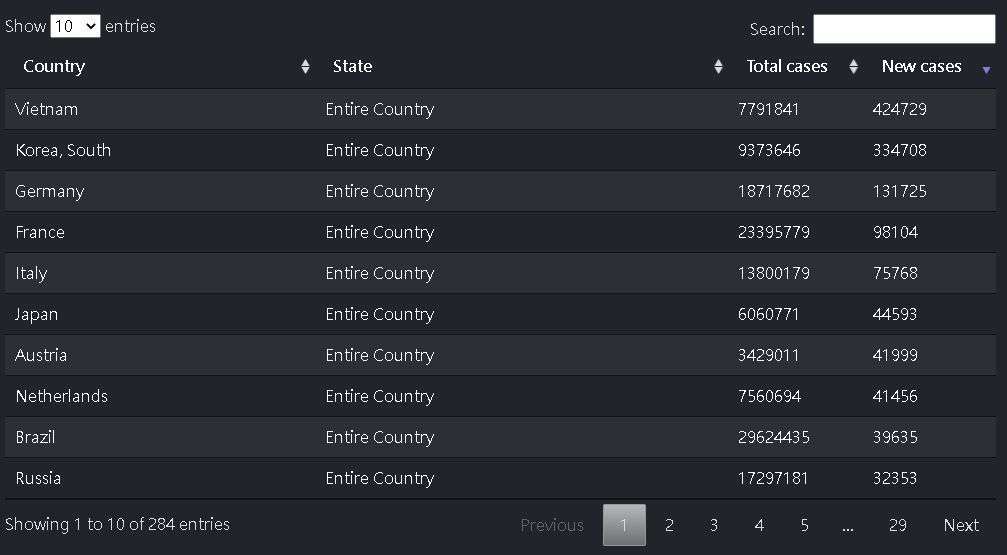 Show 10 entries Search:
Country State Total cases New cases
Vietnam Entire Country 7791841 424729
Korea, South Entire Country 9373646 334708
Germany Entire Country 18717682 131725
France Entire Country 23395779 98104
Italy Entire Country 13800179 75768
Japan Entire Country 6060771 44593
Austria Entire Country 3429011 41999
Netherlands Entire Country 7560694 41456
Brazil Entire Country 29624435 39635
Russia Entire Country 17297181 32353
Showing 1 to 10 of 284 entries Previous 1 2 3 4 5 ... 29 Next